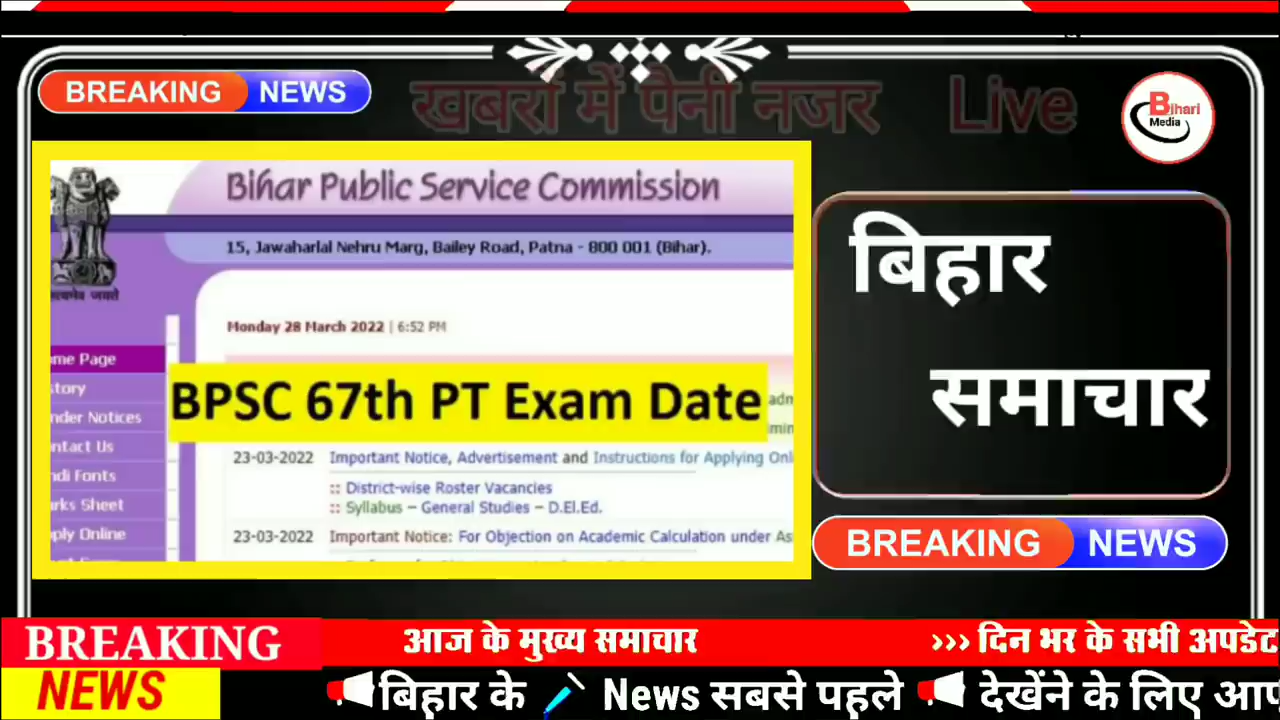 BREAKING NEWS
खबरों में पैनी नजर Live
Bihari
Media
Bihar Public Service Commission
15, Jawaharlal Nehru Marg, Bailey Road, Patna - 800 001 (Bihar).
Monday 28 March 2022 | 6:52 PM
me Page
tory
nder Notices
ntact Us
ndi Fonts
rks Sheet
ply Online
BPSC 67th PT Exam Date
23-03-2022 Important Notice, Advertisement and Instructions for Applying Onl
:: District-wise Roster Vacancies
:: Syllabus – General Studies – D.El.Ed.
23-03-2022 Important Notice: For Objection on Academic Calculation under As
बिहार
समाचार
BREAKING NEWS
BREAKING
NEWS
आज के मुख्य समाचार >>> दिन भर के सभी अपडेट
बिहार के News सबसे पहले देखेंने के लिए आप